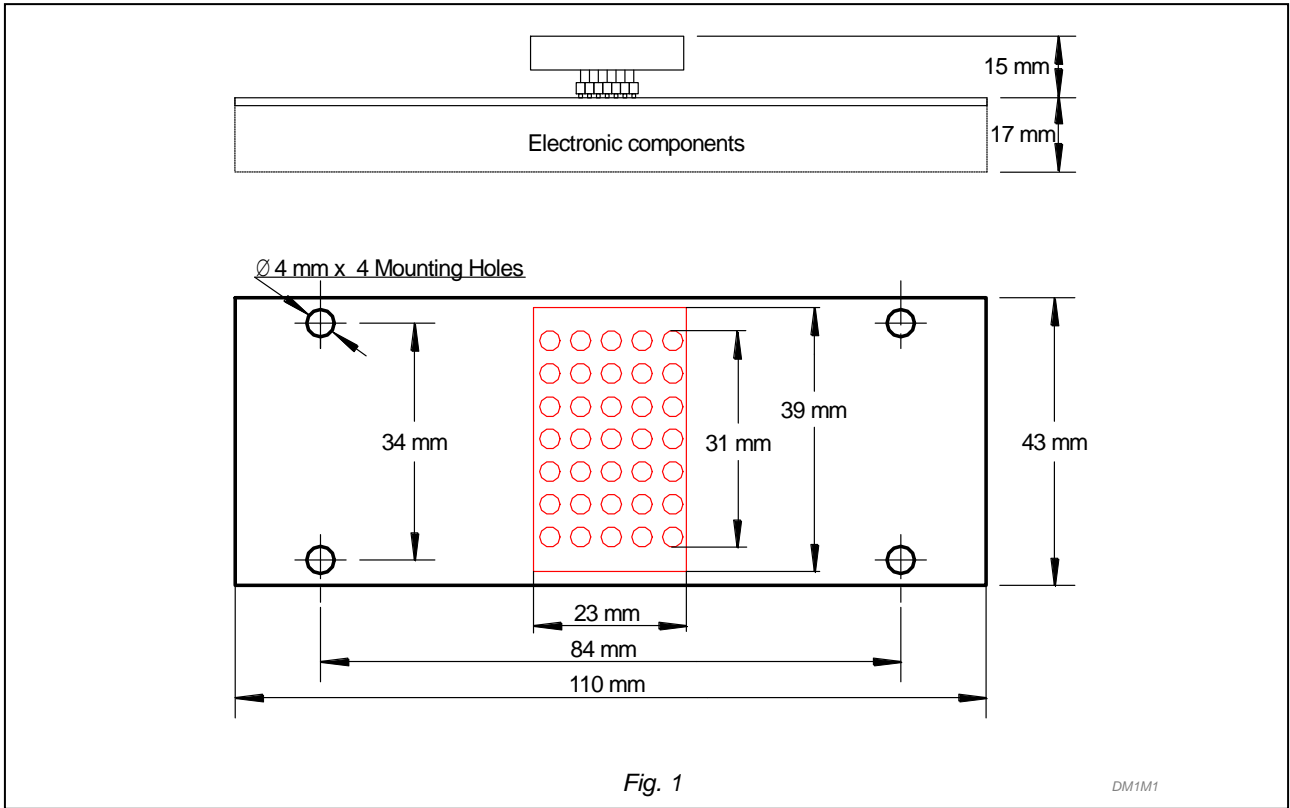 15 mm
17 mm
Electronic components
Ø 4 mm x 4 Mounting Holes
34 mm
31 mm
39 mm
43 mm
23 mm
84 mm
110 mm
Fig. 1
DM1M1